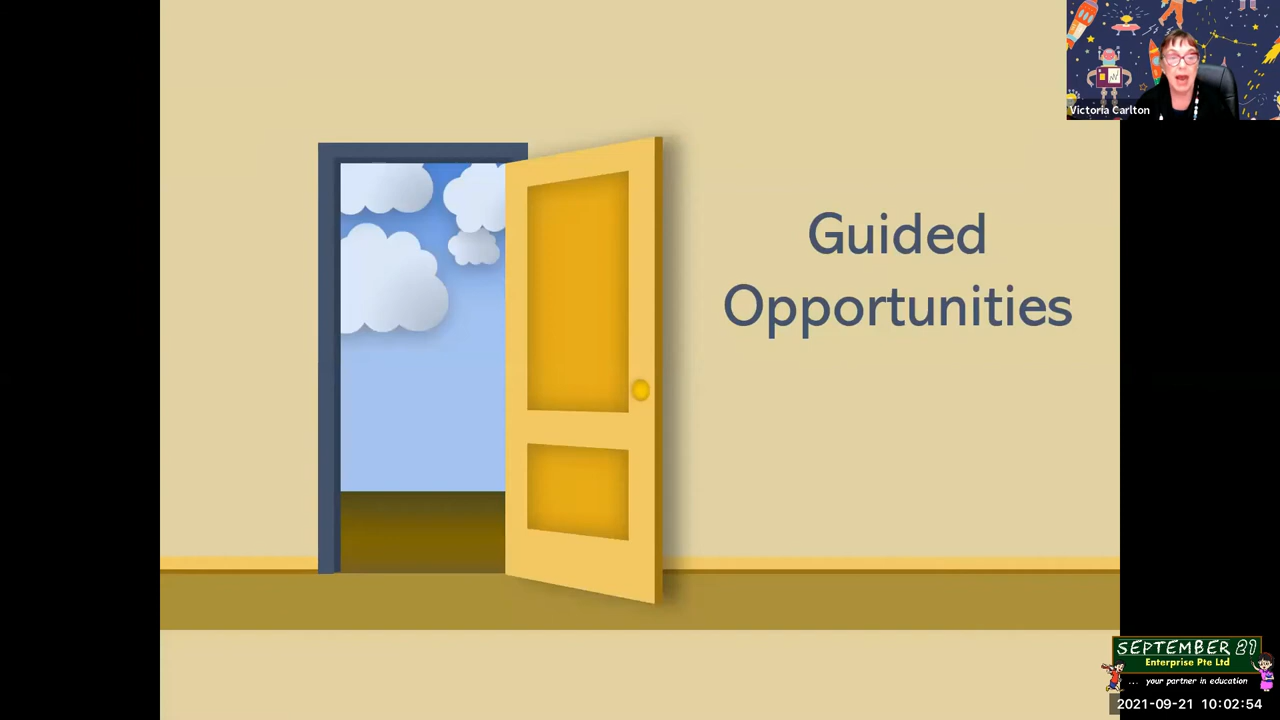 Victoria Carlton
Guided
Opportunities
SEPTEMBER 21
Enterprise Pte Ltd
... your partner in education
2021-09-21 10:02:54